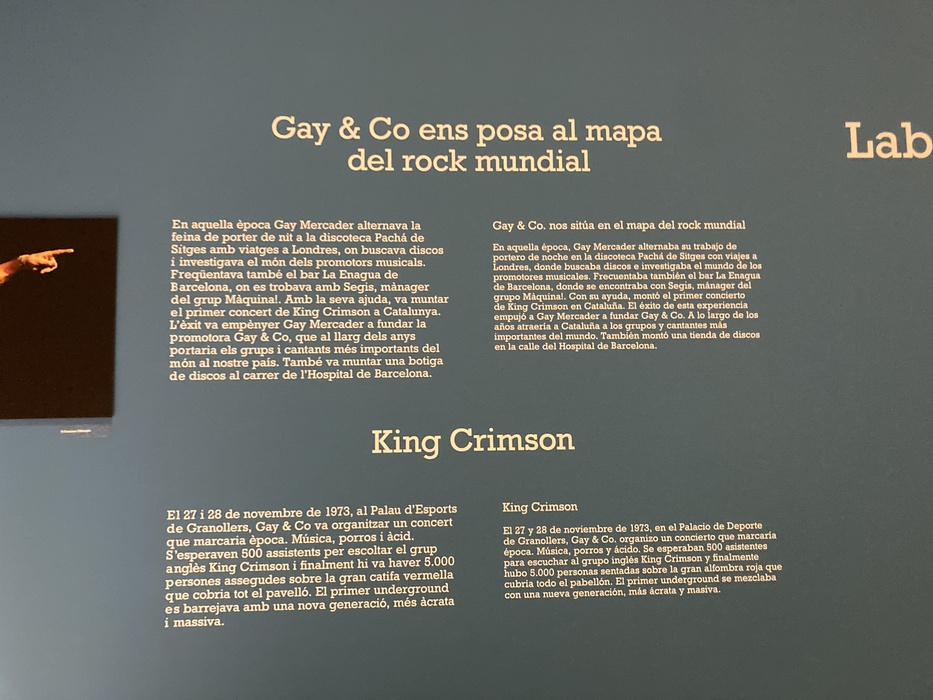 Gay & Co ens posa al mapa
del rock mundial
En aquella època Gay Mercader alternava la
feina de porter de nit a la discoteca Pachá de
Sitges amb viatges a Londres, on buscava discos
i investigava el món dels promotors musicals.
Freqüentava també el bar La Enagua de
Barcelona, on es trobava amb Segis, mànager
del grup Màquina!. Amb la seva ajuda, va muntar
el primer concert de King Crimson a Catalunya.
L'èxit va empènyer Gay Mercader a fundar la
promotora Gay & Co, que al llarg dels anys
portaria els grups i cantants més importants del
món al nostre país. També va muntar una botiga
de discos al carrer de l'Hospital de Barcelona.
Gay & Co. nos sitúa en el mapa del rock mundial
En aquella época, Gay Mercader alternaba su trabajo de
portero de noche en la discoteca Pachá de Sitges con viajes a
Londres, donde buscaba discos e investigaba el mundo de los
promotores musicales. Frecuentaba también el bar La Enagua
de Barcelona, donde se encontraba con Segis, mánager del
grupo Màquina!. Con su ayuda, montó el primer concierto
de King Crimson en Cataluña. El éxito de esta experiencia
empujó a Gay Mercader a fundar Gay & Co. A lo largo de los
años atraería a Cataluña a los grupos y cantantes más
importantes del mundo. También montó una tienda de discos
en la calle del Hospital de Barcelona.
King Crimson
El 27 i 28 de novembre de 1973, al Palau d'Esports
de Granollers, Gay & Co va organitzar un concert
que marcaria època. Música, porros i àcid.
S'esperaven 500 assistents per escoltar el grup
anglès King Crimson i finalment hi va haver 5.000
persones assegudes sobre la gran catifa vermella
que cobria tot el pavelló. El primer underground
es barrejava amb una nova generació, més àcrata
i massiva.
King Crimson
El 27 y 28 de noviembre de 1973, en el Palacio de Deporte
de Granollers, Gay & Co. organizo un concierto que marcaría
época. Música, porros y ácido. Se esperaban 500 asistentes
para escuchar al grupo inglés King Crimson y finalmente
hubo 5.000 personas sentadas sobre la gran alfombra roja que
cubría todo el pabellón. El primer underground se mezclaba
con una nueva generación, más ácrata y masiva.
Lab